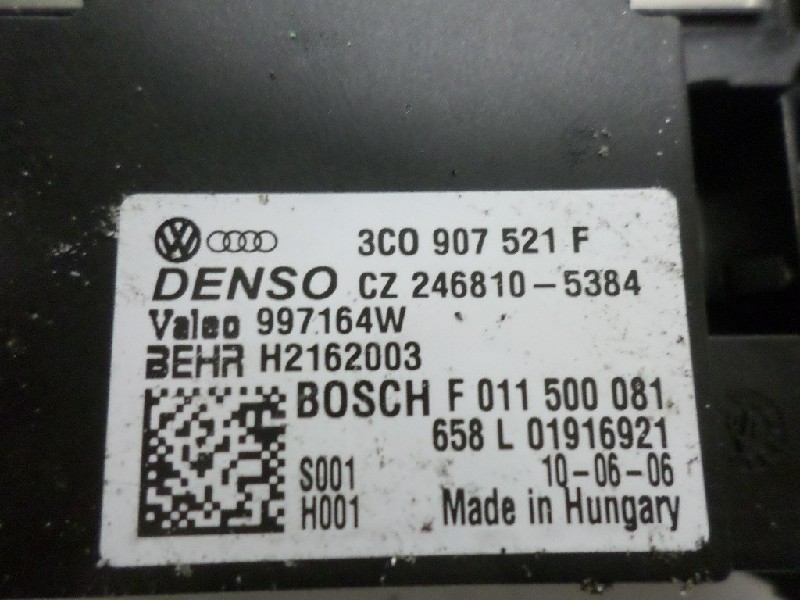 3C0 907 521 F
DENSO CZ 246810-5384
Valeo 997164W
BEHR H2162003
BOSCH F 011 500 081
658 L 01916921
S001 10-06-06
H001 Made in Hungary